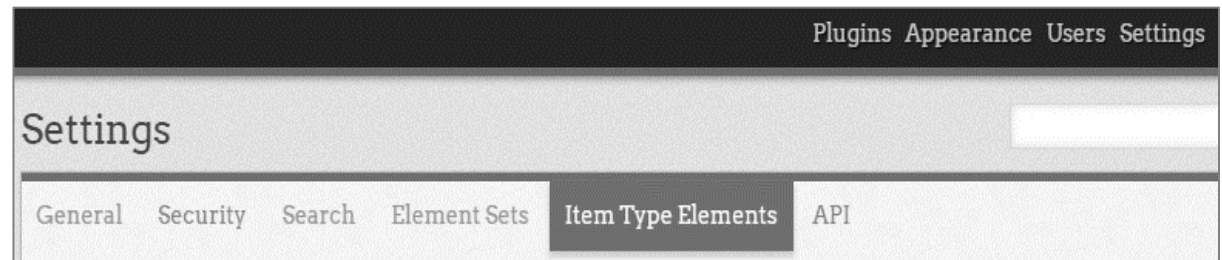 Plugins Appearance Users Settings
Settings
General Security Search Element Sets Item Type Elements API